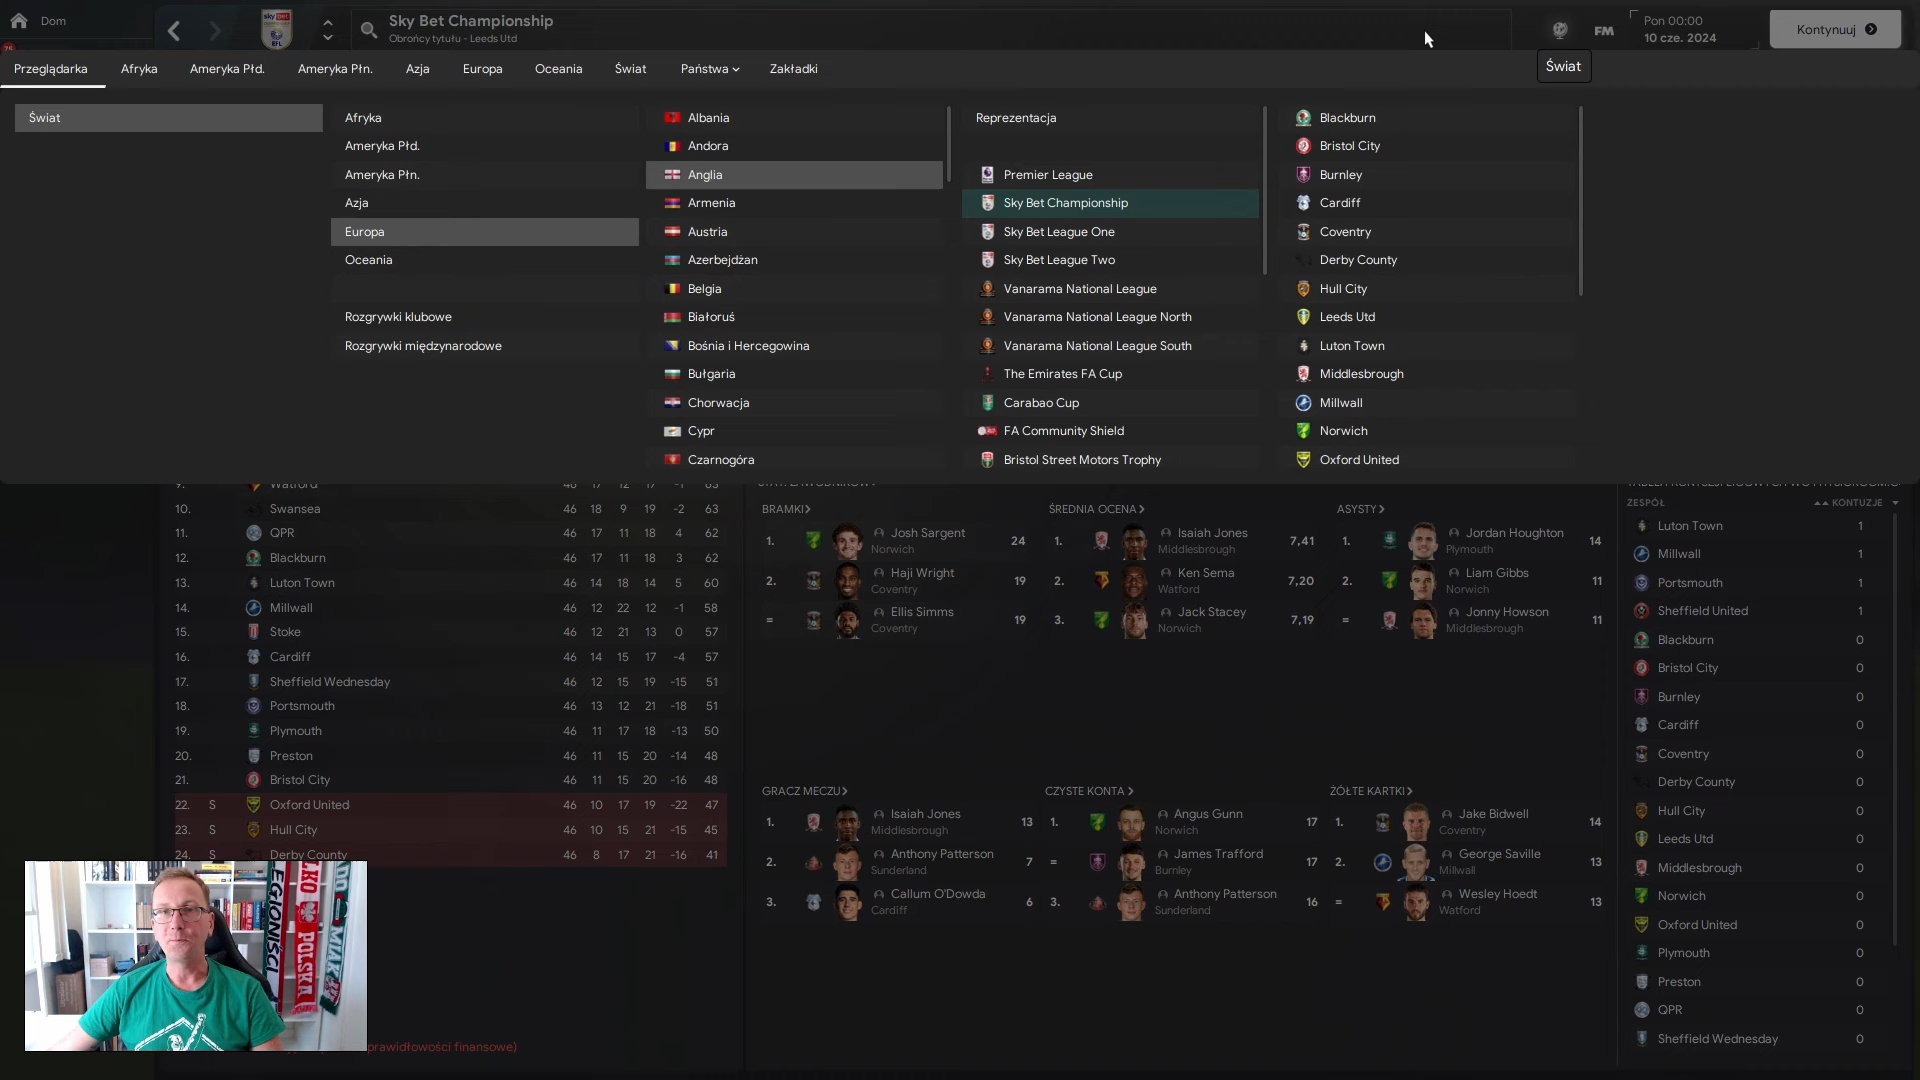 Dom
Sky Bet Championship
Obrońcy tytułu - Leeds Utd
FM
Pon 00:00
10 cze. 2024
Kontynuuj
Przeglądarka
Afryka
Ameryka Płd.
Ameryka Płn.
Azja
Europa
Oceania
Świat
Państwa
Zakładki
Świat
Świat
Afryka
Ameryka Płd.
Ameryka Płn.
Azja
Europa
Oceania
Rozgrywki klubowe
Rozgrywki międzynarodowe
Albania
Andora
Anglia
Armenia
Austria
Azerbejdżan
Belgia
Białoruś
Bośnia i Hercegowina
Bułgaria
Chorwacja
Cypr
Czarnogóra
Reprezentacja
Premier League
Sky Bet Championship
Sky Bet League One
Sky Bet League Two
Vanarama National League
Vanarama National League North
Vanarama National League South
The Emirates FA Cup
Carabao Cup
FA Community Shield
Bristol Street Motors Trophy
Blackburn
Bristol City
Burnley
Cardiff
Coventry
Derby County
Hull City
Leeds Utd
Luton Town
Middlesbrough
Millwall
Norwich
Oxford United
9. Watford 46 17 12 17 -1 63
10. Swansea 46 18 9 19 -2 63
11. QPR 46 17 11 18 4 62
12. Blackburn 46 17 11 18 3 62
13. Luton Town 46 14 18 14 5 60
14. Millwall 46 12 22 12 -1 58
15. Stoke 46 12 21 13 0 57
16. Cardiff 46 14 15 17 -4 57
17. Sheffield Wednesday 46 12 15 19 -15 51
18. Portsmouth 46 13 12 21 -18 51
19. Plymouth 46 11 17 18 -13 50
20. Preston 46 11 15 20 -14 48
21. Bristol City 46 11 15 20 -16 48
22. S Oxford United 46 10 17 19 -22 47
23. S Hull City 46 10 15 21 -15 45
24. S Derby County 46 8 17 21 -16 41
prawidłowości finansowe)
BRAMKI
1. Josh Sargent 24
Norwich
2. Haji Wright 19
Coventry
= Ellis Simms 19
Coventry
ŚREDNIA OCENA
1. Isaiah Jones 7,41
Middlesbrough
2. Ken Sema 7,20
Watford
3. Jack Stacey 7,19
Norwich
ASYSTY
1. Jordan Houghton 14
Plymouth
2. Liam Gibbs 11
Norwich
= Jonny Howson 11
Middlesbrough
GRACZ MECZU
1. Isaiah Jones 13
Middlesbrough
2. Anthony Patterson 7
Sunderland
3. Callum O'Dowda 6
Cardiff
CZYSTE KONTA
1. Angus Gunn 17
Norwich
= James Trafford 17
Burnley
3. Anthony Patterson 16
Sunderland
ŻÓŁTE KARTKI
1. Jake Bidwell 14
Coventry
2. George Saville 13
Millwall
= Wesley Hoedt 13
Watford
ZESPÓŁ KONTUZJE
Luton Town 1
Millwall 1
Portsmouth 1
Sheffield United 1
Blackburn 0
Bristol City 0
Burnley 0
Cardiff 0
Coventry 0
Derby County 0
Hull City 0
Leeds Utd 0
Middlesbrough 0
Norwich 0
Oxford United 0
Plymouth 0
Preston 0
QPR 0
Sheffield Wednesday 0
EGIONIŚCI
POLSKA